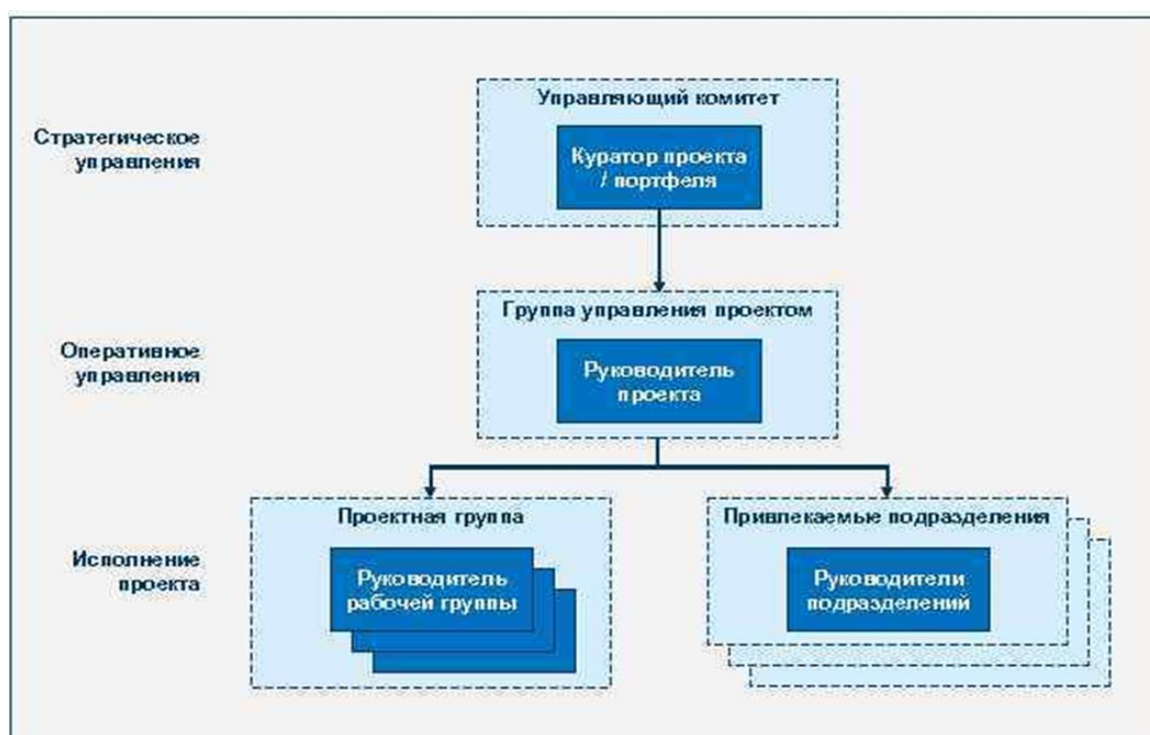 Управляющий комитет
Стратегическое
управления
Куратор проекта
/ портфеля
Группа управления проектом
Оперативное
управления
Руководитель
проекта
Проектная группа
Привлекаемые подразделения
Исполнение
проекта
Руководитель
рабочей группы
Руководители
подразделений